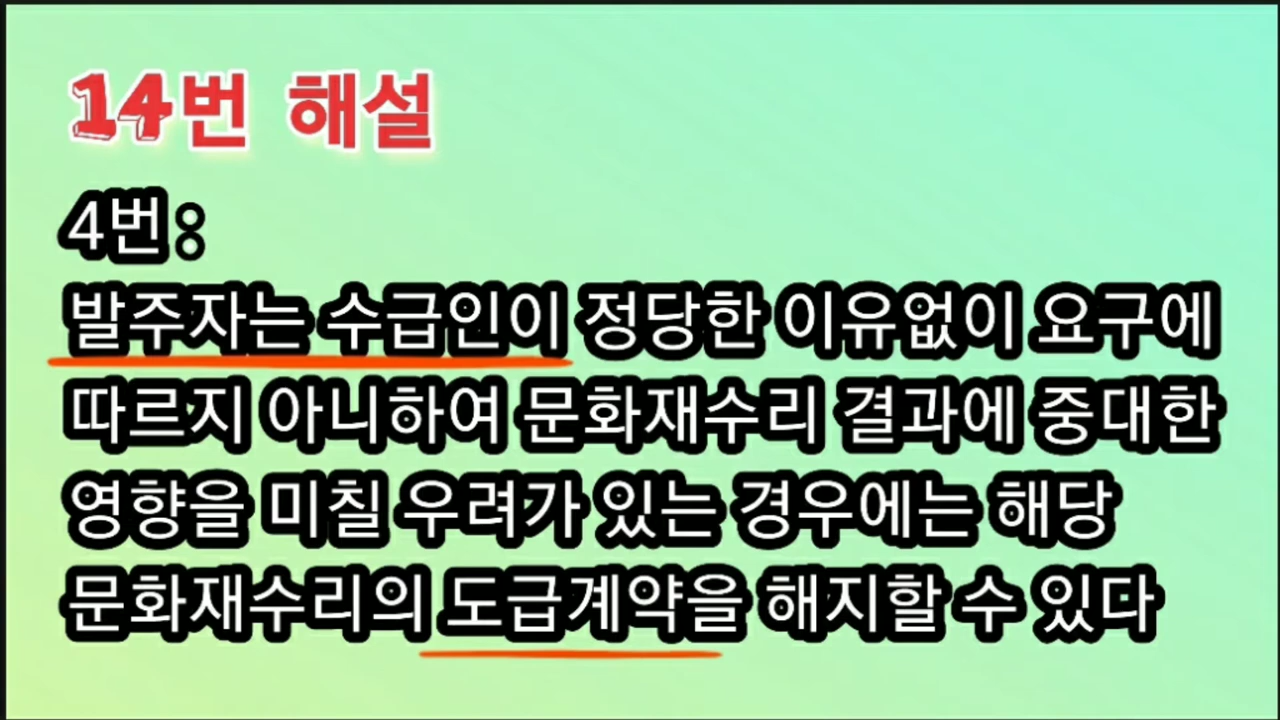 14번 해설
4번:
발주자는 수급인이 정당한 이유없이 요구에
따르지 아니하여 문화재수리 결과에 중대한
영향을 미칠 우려가 있는 경우에는 해당
문화재수리의 도급계약을 해지할 수 있다